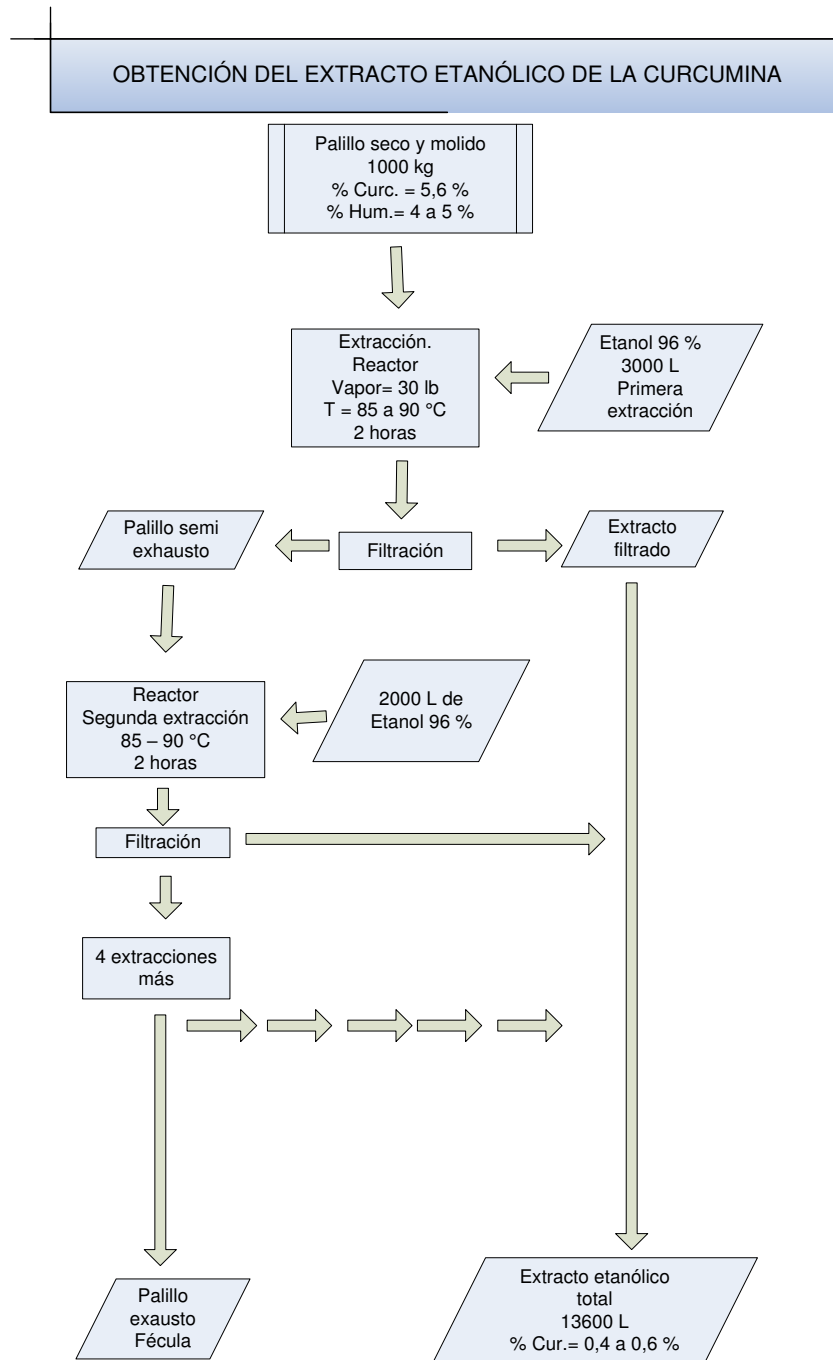 OBTENCIÓN DEL EXTRACTO ETANÓLICO DE LA CURCUMINA
Palillo seco y molido
1000 kg
% Curc. = 5,6 %
% Hum.= 4 a 5 %
Extracción.
Reactor
Vapor= 30 lb
T = 85 a 90 °C
2 horas
Etanol 96 %
3000 L
Primera
extracción
Palillo semi
exhausto
Filtración
Extracto
filtrado
Reactor
Segunda extracción
85 – 90 °C
2 horas
2000 L de
Etanol 96 %
Filtración
4 extracciones
más
Palillo
exausto
Fécula
Extracto etanólico
total
13600 L
% Cur.= 0,4 a 0,6 %